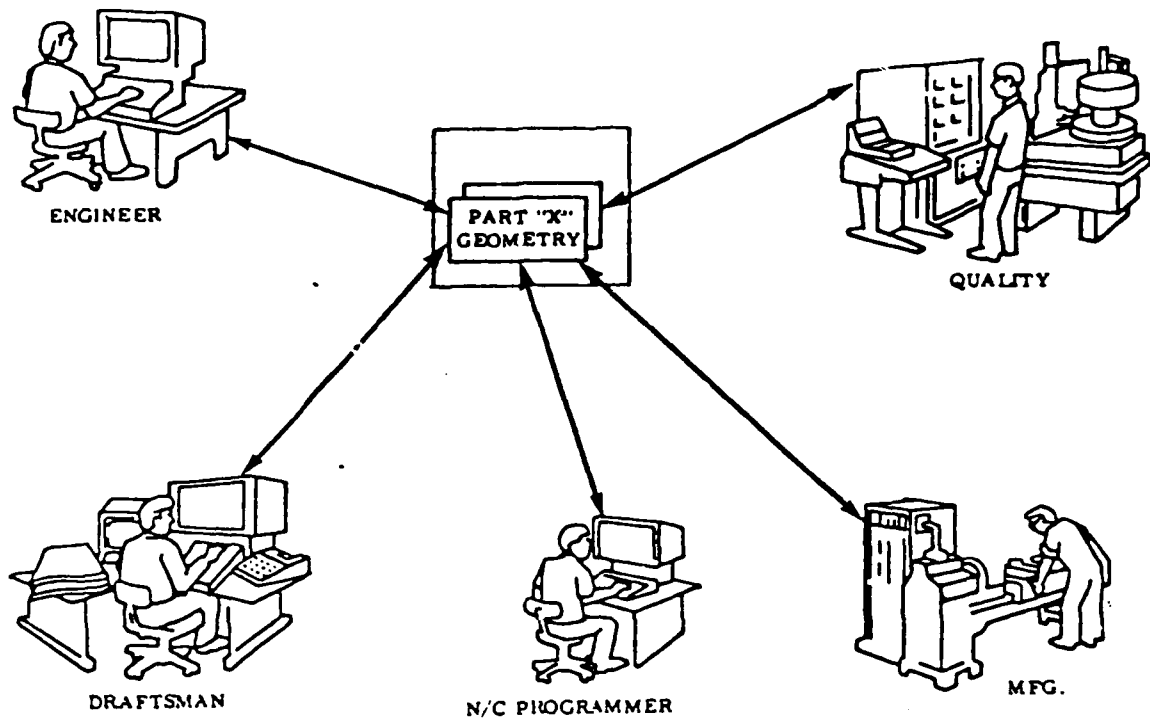 ENGINEER
PART "X"
GEOMETRY
QUALITY
DRAFTSMAN
N/C PROGRAMMER
MFG.